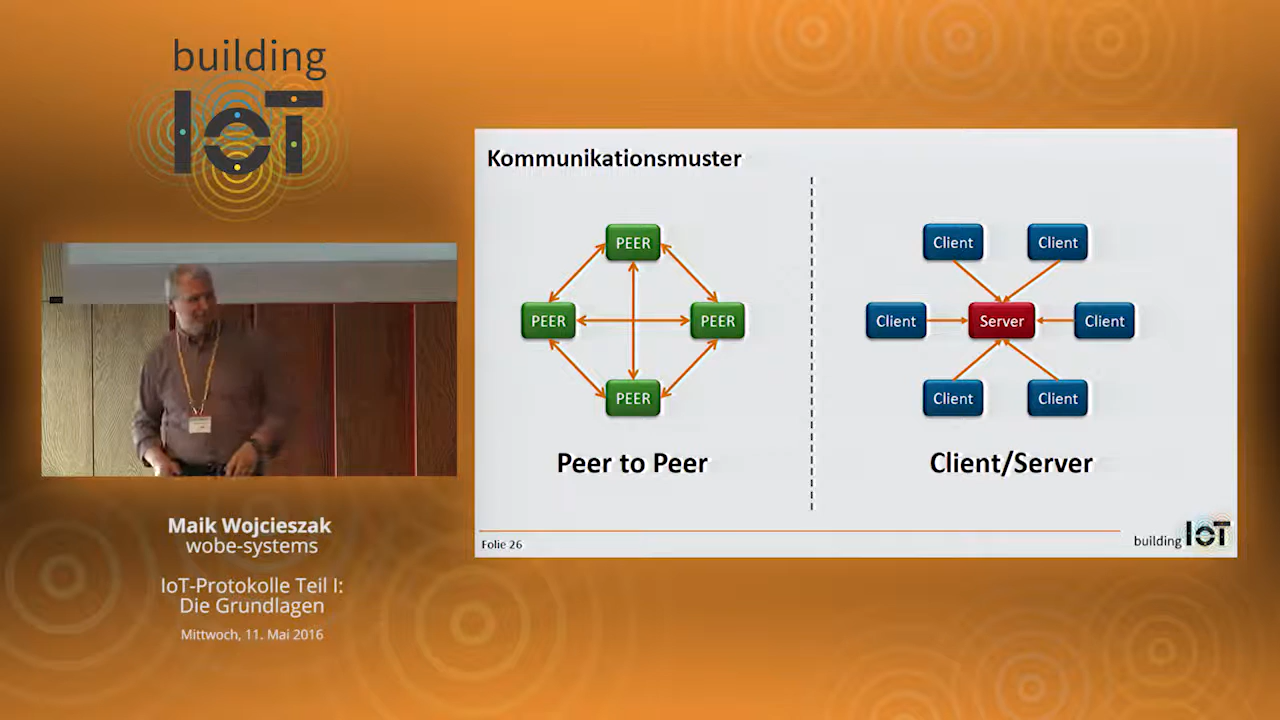 building
IoT
Maik Wojcieszak
wobe-systems
IoT-Protokolle Teil I:
Die Grundlagen
Mittwoch, 11. Mai 2016
Kommunikationsmuster
PEER
PEER
PEER
PEER
Peer to Peer
Client
Client
Client
Server
Client
Client
Client
Client/Server
Folie 26
building IoT